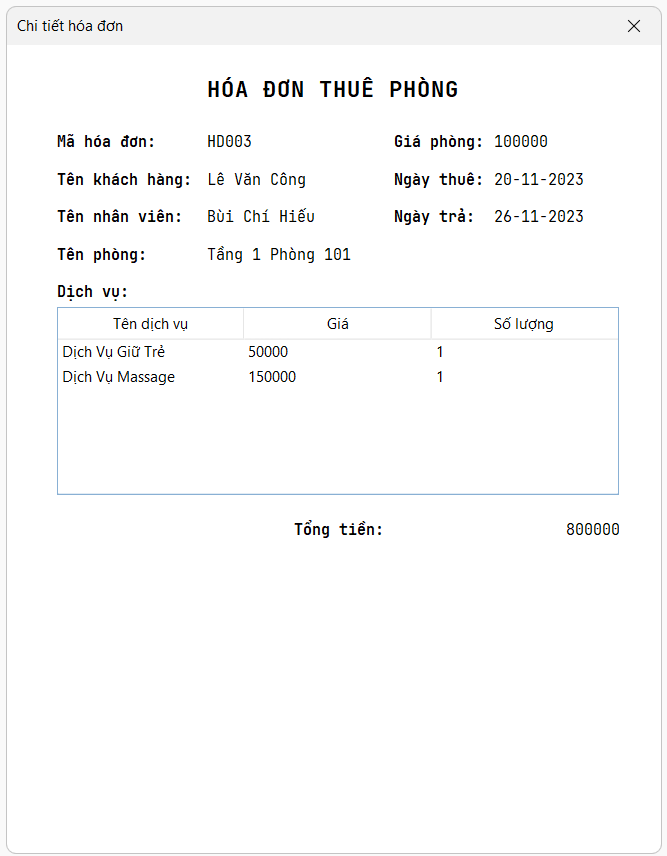 Chi tiết hóa đơn
HÓA ĐƠN THUÊ PHÒNG
Mã hóa đơn: HD003 Giá phòng: 100000
Tên khách hàng: Lê Văn Công Ngày thuê: 20-11-2023
Tên nhân viên: Bùi Chí Hiếu Ngày trả: 26-11-2023
Tên phòng: Tầng 1 Phòng 101
Dịch vụ:
Tên dịch vụ Giá Số lượng
Dịch Vụ Giữ Trẻ 50000 1
Dịch Vụ Massage 150000 1
Tổng tiền: 800000